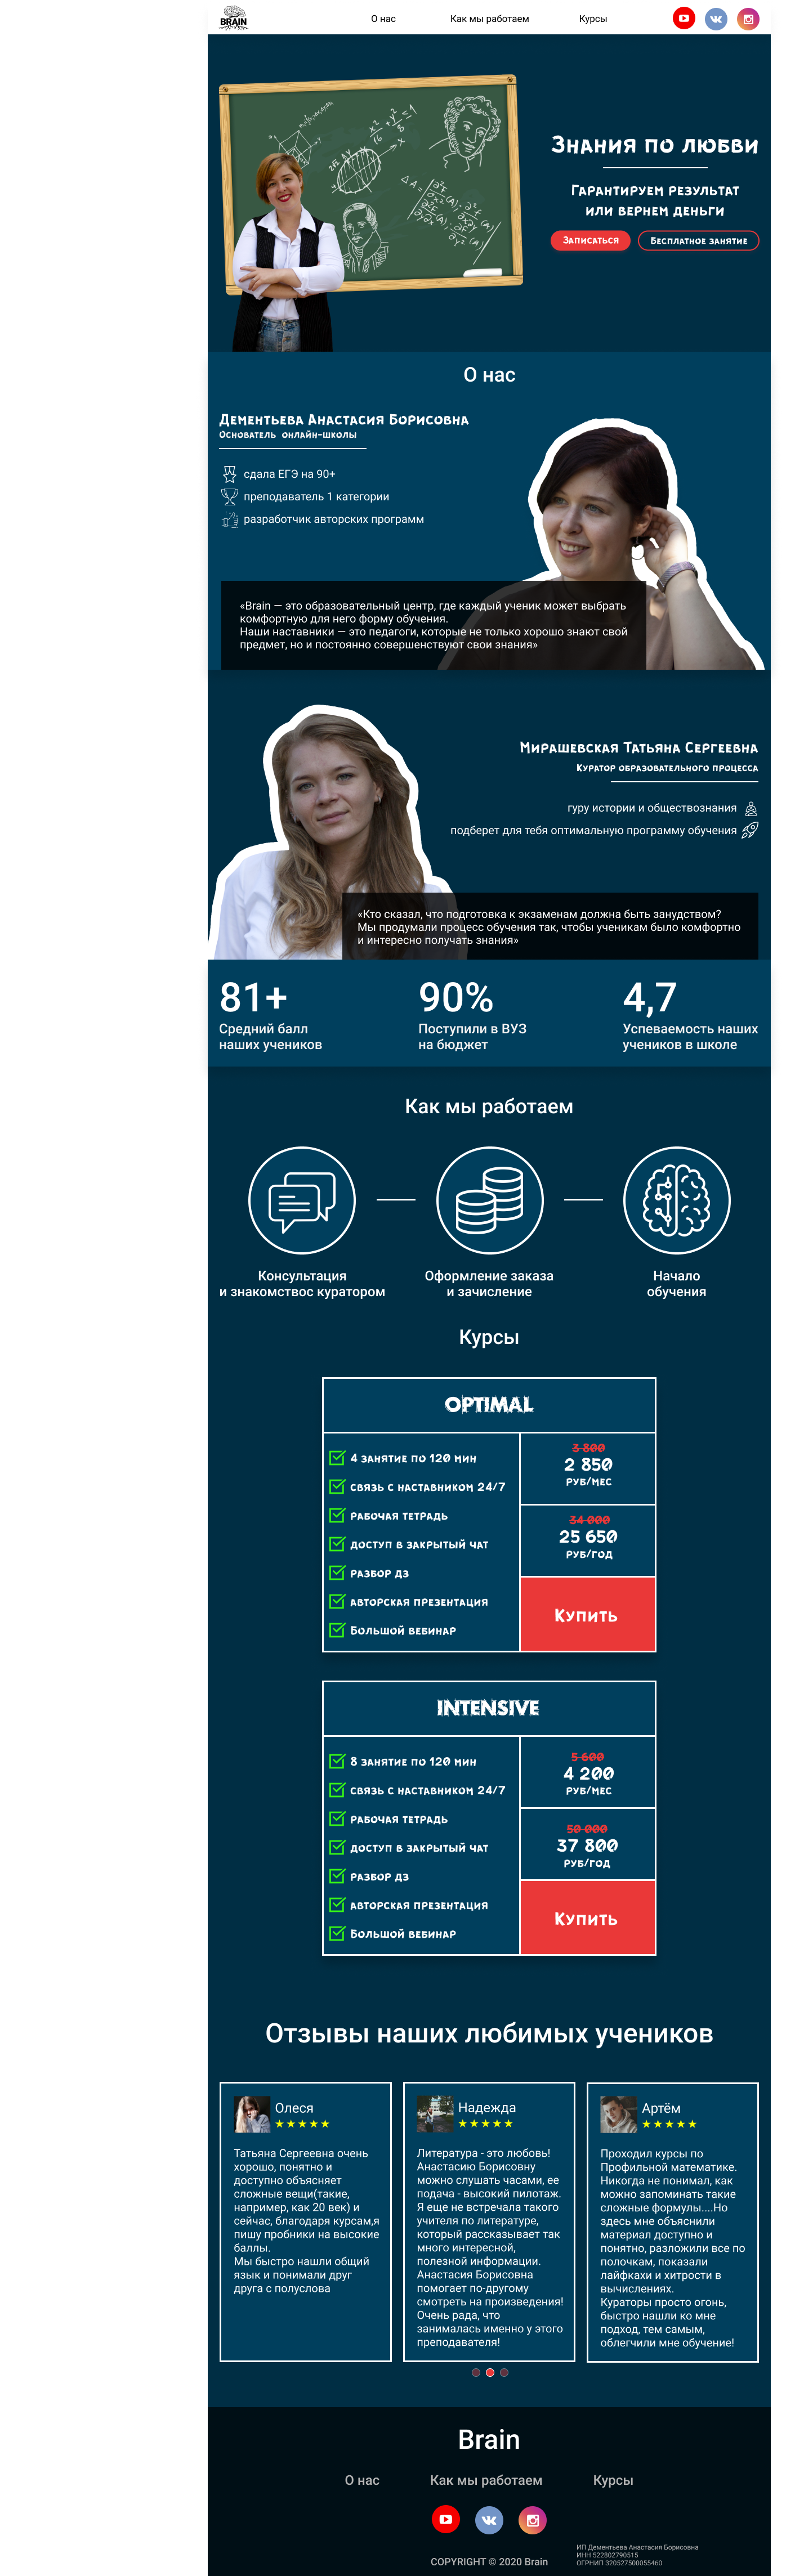 BRAIN
О нас
Как мы работаем
Курсы
Знания по любви
Гарантируем результат
или вернем деньги
Записаться
Бесплатное занятие
О нас
Дементьева Анастасия Борисовна
Основатель онлайн-школы
сдала ЕГЭ на 90+
преподаватель 1 категории
разработчик авторских программ
«Brain — это образовательный центр, где каждый ученик может выбрать
комфортную для него форму обучения.
Наши наставники — это педагоги, которые не только хорошо знают свой
предмет, но и постоянно совершенствуют свои знания»
Мирашевская Татьяна Сергеевна
Куратор образовательного процесса
гуру истории и обществознания
подберет для тебя оптимальную программу обучения
«Кто сказал, что подготовка к экзаменам должна быть занудством?
Мы продумали процесс обучения так, чтобы ученикам было комфортно
и интересно получать знания»
81+
Средний балл
наших учеников
90%
Поступили в ВУЗ
на бюджет
4,7
Успеваемость наших
учеников в школе
Как мы работаем
Консультация
и знакомствос куратором
Оформление заказа
и зачисление
Начало
обучения
Курсы
OPTIMAL
4 занятие по 120 мин
связь с наставником 24/7
рабочая тетрадь
доступ в закрытый чат
разбор дз
авторская презентация
Большой вебинар
3 800
2 850
руб/мес
34 000
25 650
руб/год
Купить
INTENSIVE
8 занятие по 120 мин
связь с наставником 24/7
рабочая тетрадь
доступ в закрытый чат
разбор дз
авторская презентация
Большой вебинар
5 600
4 200
руб/мес
50 000
37 800
руб/год
Купить
Отзывы наших любимых учеников
Олеся
Татьяна Сергеевна очень
хорошо, понятно и
доступно объясняет
сложные вещи(такие,
например, как 20 век) и
сейчас, благодаря курсам,я
пишу пробники на высокие
баллы.
Мы быстро нашли общий
язык и понимали друг
друга с полуслова
Надежда
Литература - это любовь!
Анастасию Борисовну
можно слушать часами, ее
подача - высокий пилотаж.
Я еще не встречала такого
учителя по литературе,
который рассказывает так
много интересной,
полезной информации.
Анастасия Борисовна
помогает по-другому
смотреть на произведения!
Очень рада, что
занималась именно у этого
преподавателя!
Артём
Проходил курсы по
Профильной математике.
Никогда не понимал, как
можно запоминать такие
сложные формулы....Но
здесь мне объяснили
материал доступно и
понятно, разложили все по
полочкам, показали
лайфхаки и хитрости в
вычислениях.
Кураторы просто огонь,
быстро нашли ко мне
подход, тем самым,
облегчили мне обучение!
Brain
О нас
Как мы работаем
Курсы
COPYRIGHT © 2020 Brain
ИП Дементьева Анастасия Борисовна
ИНН 522802790515
ОГРНИП 320527500055460